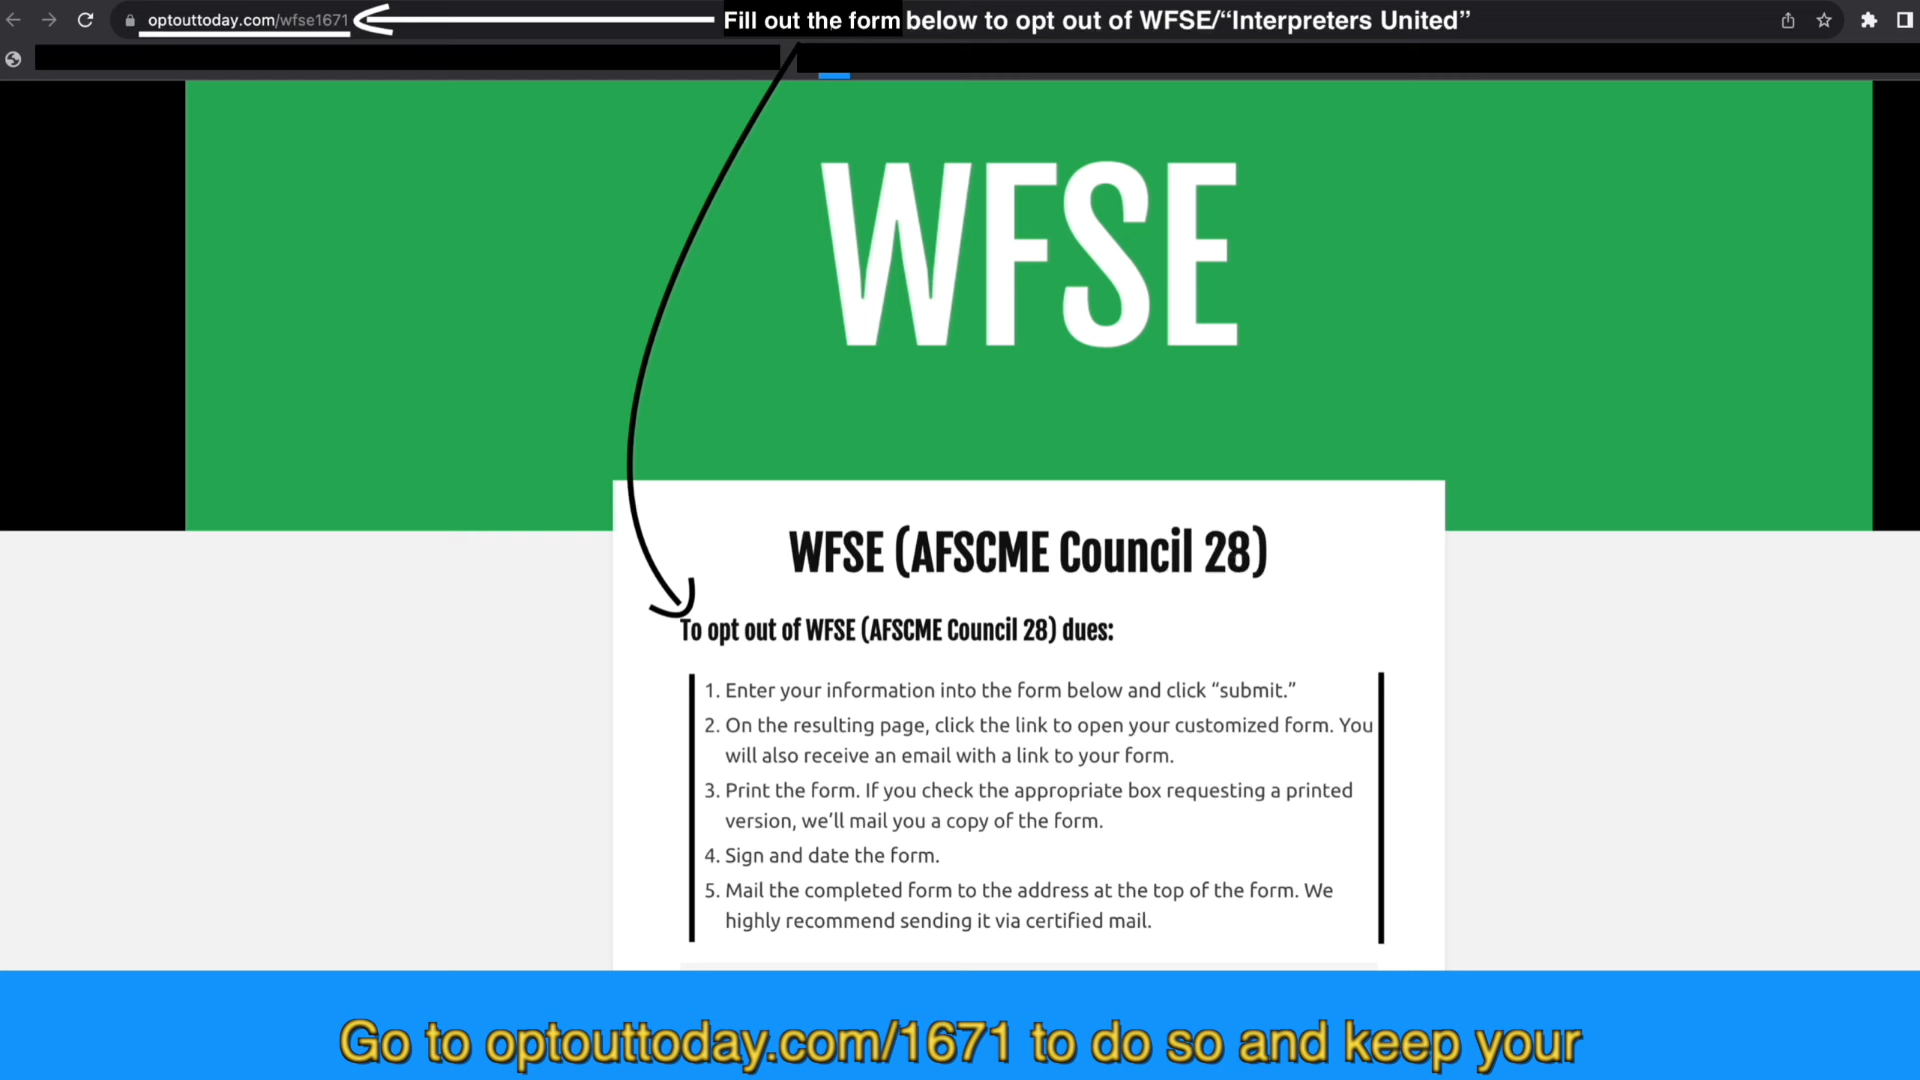 optouttoday.com/wfse1671
Fill out the form below to opt out of WFSE/“Interpreters United”
WFSE
WFSE (AFSCME Council 28)
To opt out of WFSE (AFSCME Council 28) dues:
1. Enter your information into the form below and click “submit.”
2. On the resulting page, click the link to open your customized form. You
will also receive an email with a link to your form.
3. Print the form. If you check the appropriate box requesting a printed
version, we’ll mail you a copy of the form.
4. Sign and date the form.
5. Mail the completed form to the address at the top of the form. We
highly recommend sending it via certified mail.
Go to optouttoday.com/1671 to do so and keep your